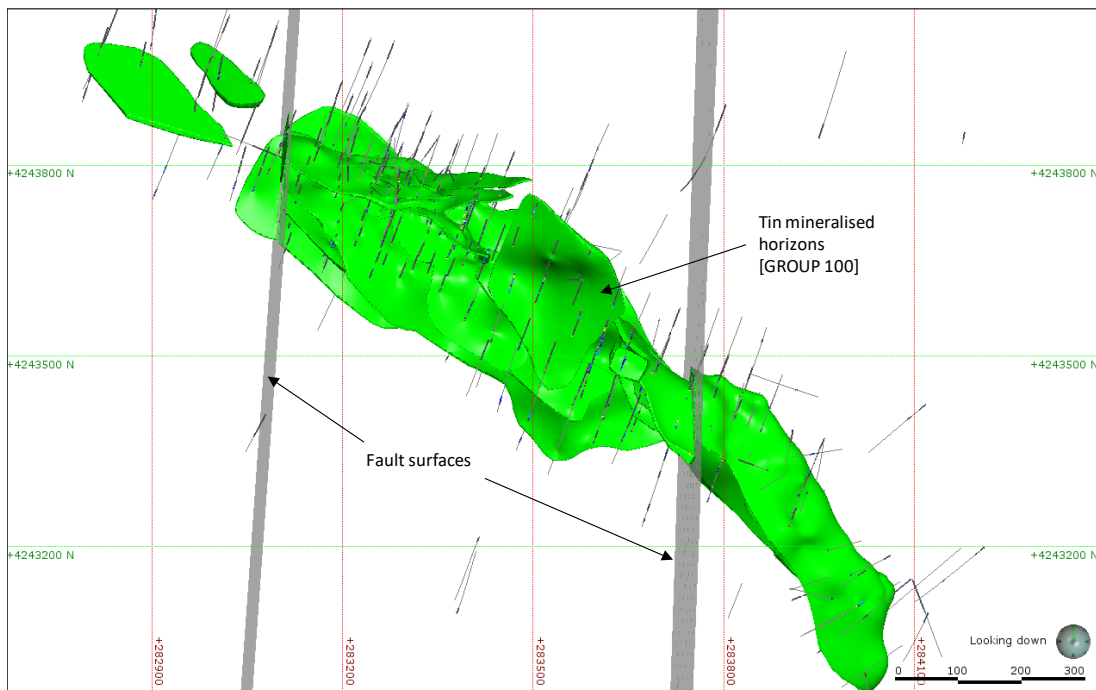 +4243800 N
+4243800 N
Tin mineralised
horizons
[GROUP 100]
+4243500 N
+4243500 N
Fault surfaces
+4243200 N
+4243200 N
+282900
+283200
+283500
+283800
+284100
Looking down
0 100 200 300